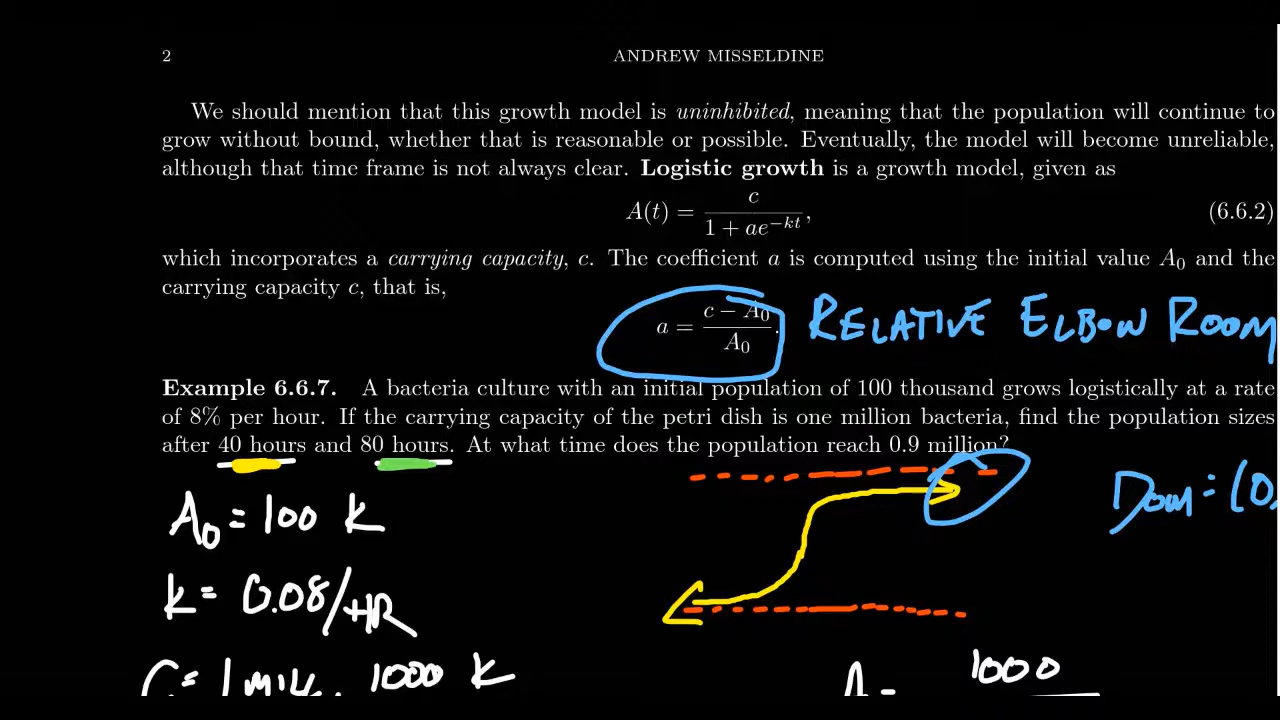 2 ANDREW MISSELDINE
We should mention that this growth model is uninhibited, meaning that the population will continue to
grow without bound, whether that is reasonable or possible. Eventually, the model will become unreliable,
although that time frame is not always clear. Logistic growth is a growth model, given as
A(t) = c / (1 + ae^{-kt}), (6.6.2)
which incorporates a carrying capacity, c. The coefficient a is computed using the initial value A₀ and the
carrying capacity c, that is,
a = (c − A₀) / A₀. RELATIVE ELBOW ROOM
Example 6.6.7. A bacteria culture with an initial population of 100 thousand grows logistically at a rate
of 8% per hour. If the carrying capacity of the petri dish is one million bacteria, find the population sizes
after 40 hours and 80 hours. At what time does the population reach 0.9 million?
Dom: (0,
A₀ = 100 K
k = 0.08/HR
C = 1 mil. 1000 K
A = 1000